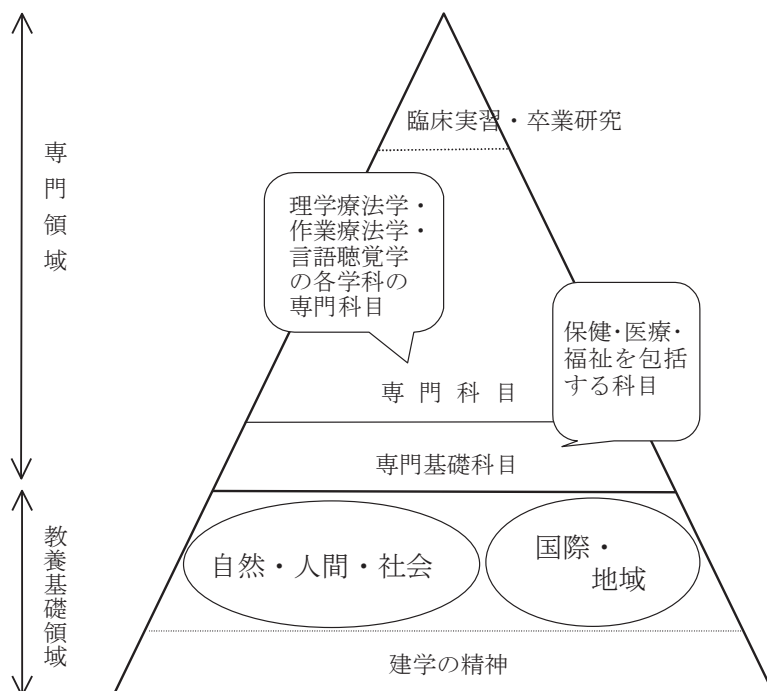 臨床実習・卒業研究
専門領域
理学療法学・
作業療法学・
言語聴覚学
の各学科の
専門科目
保健・医療・
福祉を包括
する科目
専門科目
専門基礎科目
教養基礎領域
自然・人間・社会
国際・
地域
建学の精神